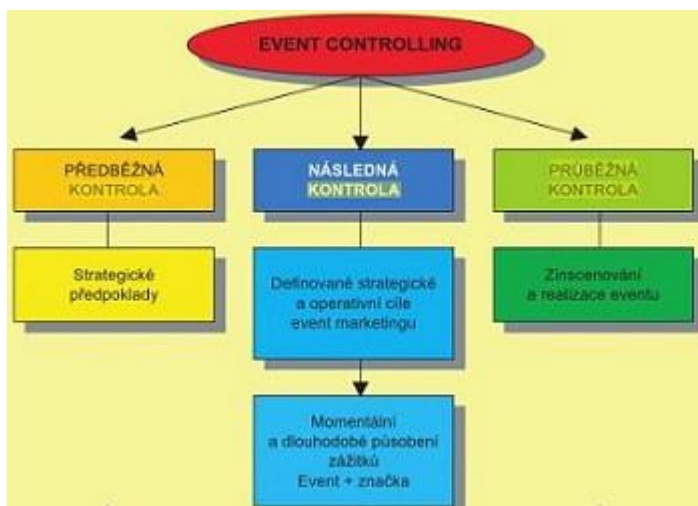 EVENT CONTROLLING
PŘEDBĚŽNÁ
KONTROLA
NÁSLEDNÁ
KONTROLA
PRŮBĚŽNÁ
KONTROLA
Strategické
předpoklady
Definované strategické
a operativní cíle
event marketingu
Zinscenování
a realizace eventu
Momentální
a dlouhodobé působení
zážitků
Event + značka